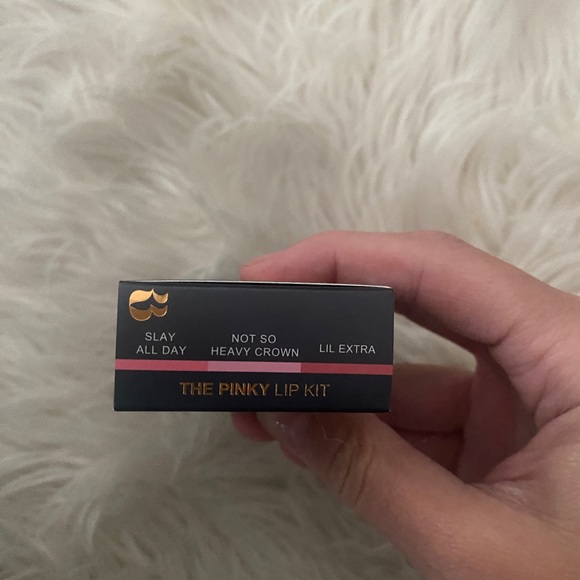 SLAY
ALL DAY
NOT SO
HEAVY CROWN
LIL EXTRA
THE PINKY LIP KIT